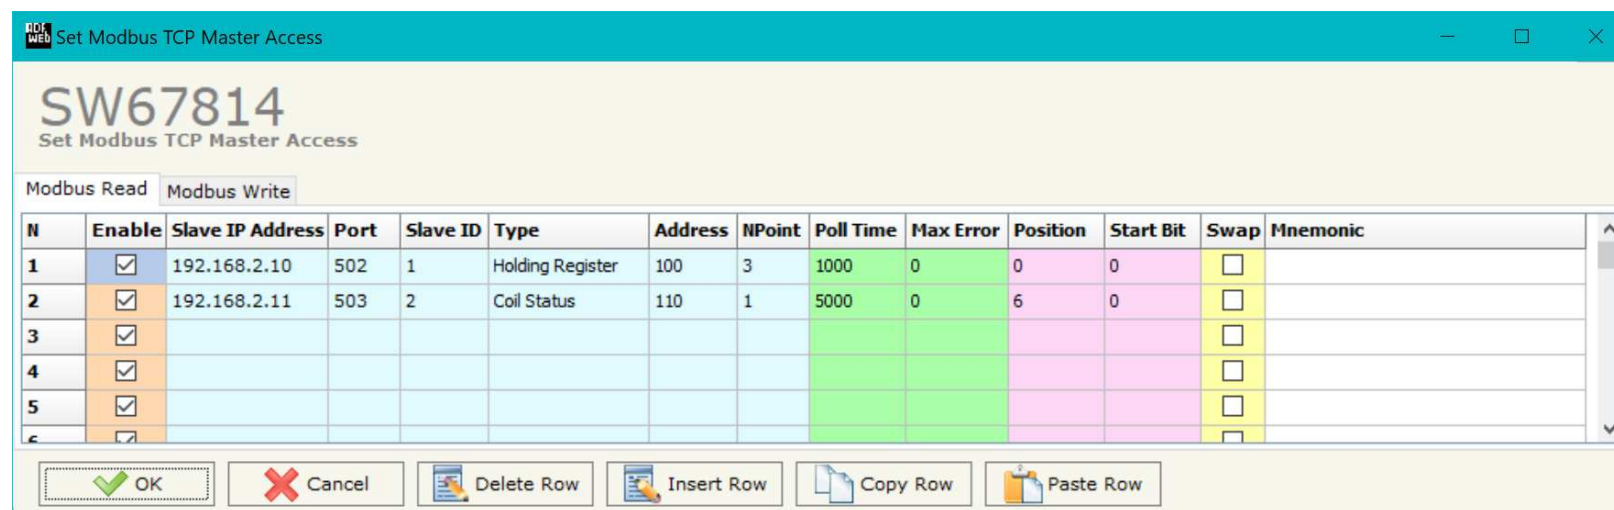 ADF WEB Set Modbus TCP Master Access
SW67814
Set Modbus TCP Master Access
Modbus Read Modbus Write
N Enable Slave IP Address Port Slave ID Type Address NPoint Poll Time Max Error Position Start Bit Swap Mnemonic
1 192.168.2.10 502 1 Holding Register 100 3 1000 0 0 0
2 192.168.2.11 503 2 Coil Status 110 1 5000 0 6 0
3
4
5
6
OK Cancel Delete Row Insert Row Copy Row Paste Row